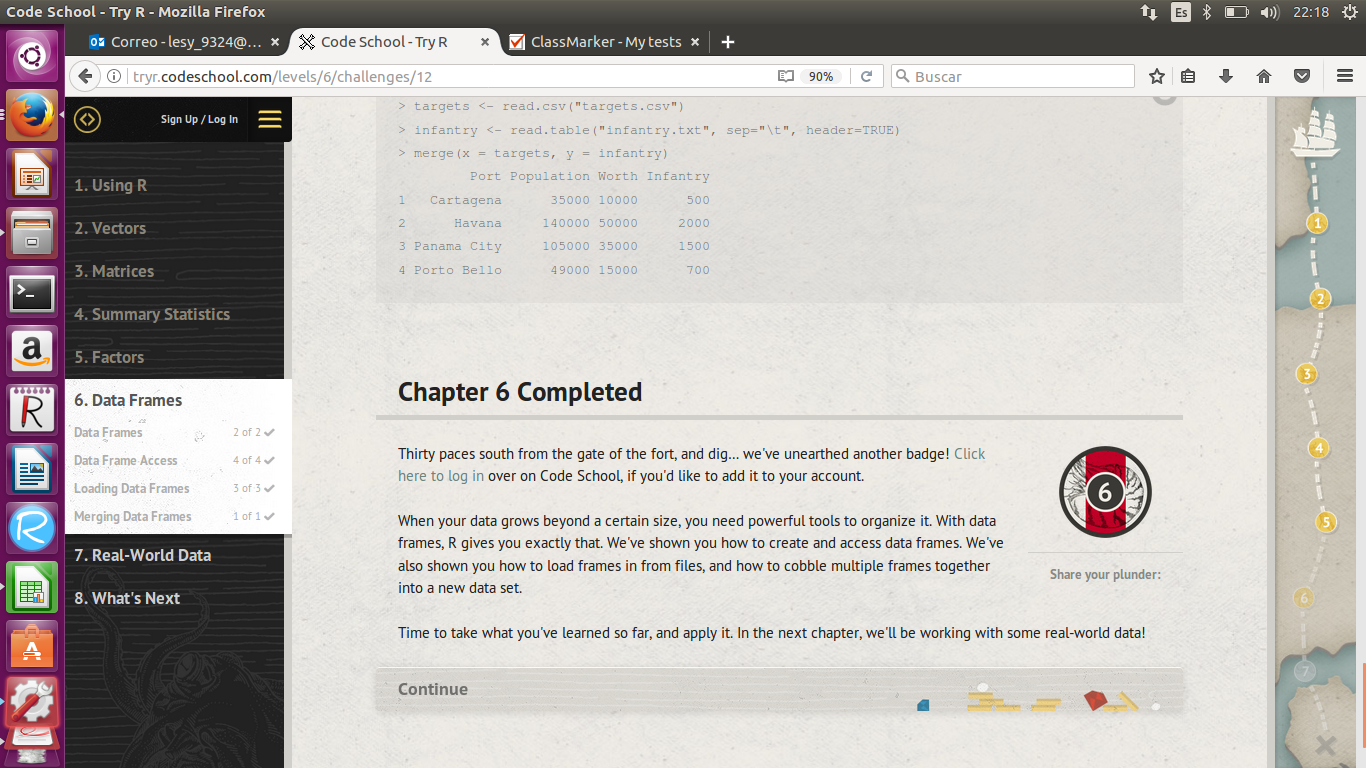 Code School - Try R - Mozilla Firefox
Es
22:18
Correo - lesy_9324@...
Code School - Try R
ClassMarker - My tests
tryr.codeschool.com/levels/6/challenges/12
90%
Buscar
Sign Up / Log In
1. Using R
2. Vectors
3. Matrices
4. Summary Statistics
5. Factors
6. Data Frames
Data Frames 2 of 2
Data Frame Access 4 of 4
Loading Data Frames 3 of 3
Merging Data Frames 1 of 1
7. Real-World Data
8. What's Next
> targets <- read.csv("targets.csv")
> infantry <- read.table("infantry.txt", sep="\t", header=TRUE)
> merge(x = targets, y = infantry)
Port Population Worth Infantry
1 Cartagena 35000 10000 500
2 Havana 140000 50000 2000
3 Panama City 105000 35000 1500
4 Porto Bello 49000 15000 700
Chapter 6 Completed
Thirty paces south from the gate of the fort, and dig... we've unearthed another badge! Click
here to log in over on Code School, if you'd like to add it to your account.
When your data grows beyond a certain size, you need powerful tools to organize it. With data
frames, R gives you exactly that. We've shown you how to create and access data frames. We've
also shown you how to load frames in from files, and how to cobble multiple frames together
into a new data set.
Time to take what you've learned so far, and apply it. In the next chapter, we'll be working with some real-world data!
6
Share your plunder:
Continue
1
2
3
4
5
6
7